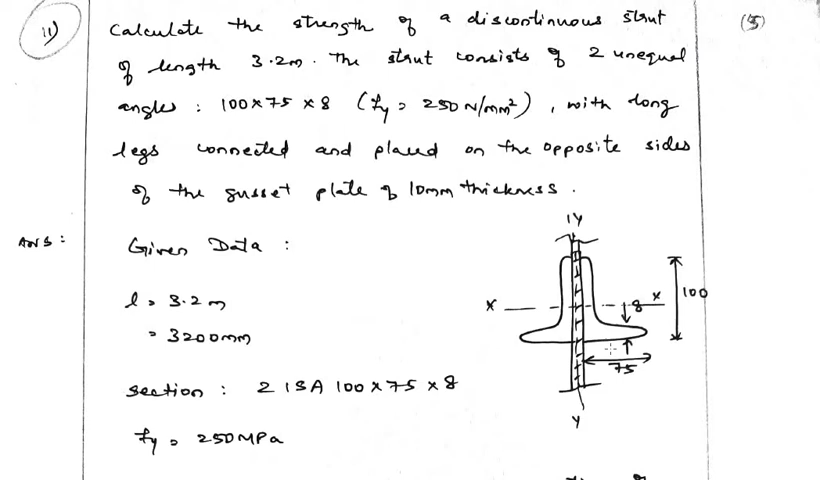 11) Calculate the strength of a discontinuous strut (5)
of length 3.2m. The strut consists of 2 unequal
angles : 100×75×8 (fy = 250 N/mm²), with long
legs connected and placed on the opposite sides
of the gusset plate of 10mm thickness.
Ans : Given Data :
l = 3.2 m
= 3200mm
section : 2 ISA 100×75×8
fy = 250MPa
Y
X
X
8
100
75
Y